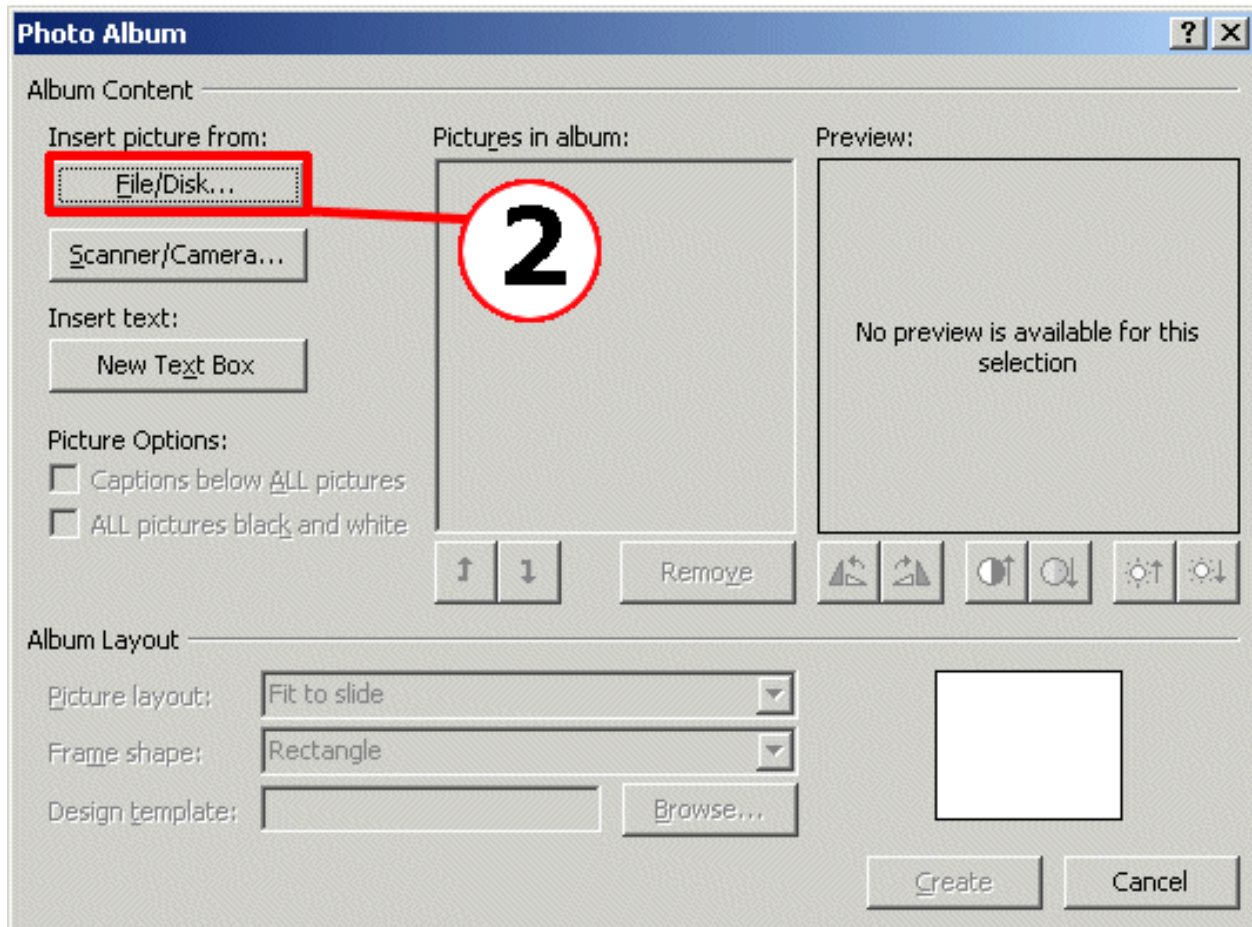 Photo Album
Album Content
Insert picture from:
File/Disk...
Scanner/Camera...
Insert text:
New Text Box
Picture Options:
Captions below ALL pictures
ALL pictures black and white
Pictures in album:
2
Remove
Preview:
No preview is available for this
selection
Album Layout
Picture layout:
Fit to slide
Frame shape:
Rectangle
Design template:
Browse...
Create
Cancel